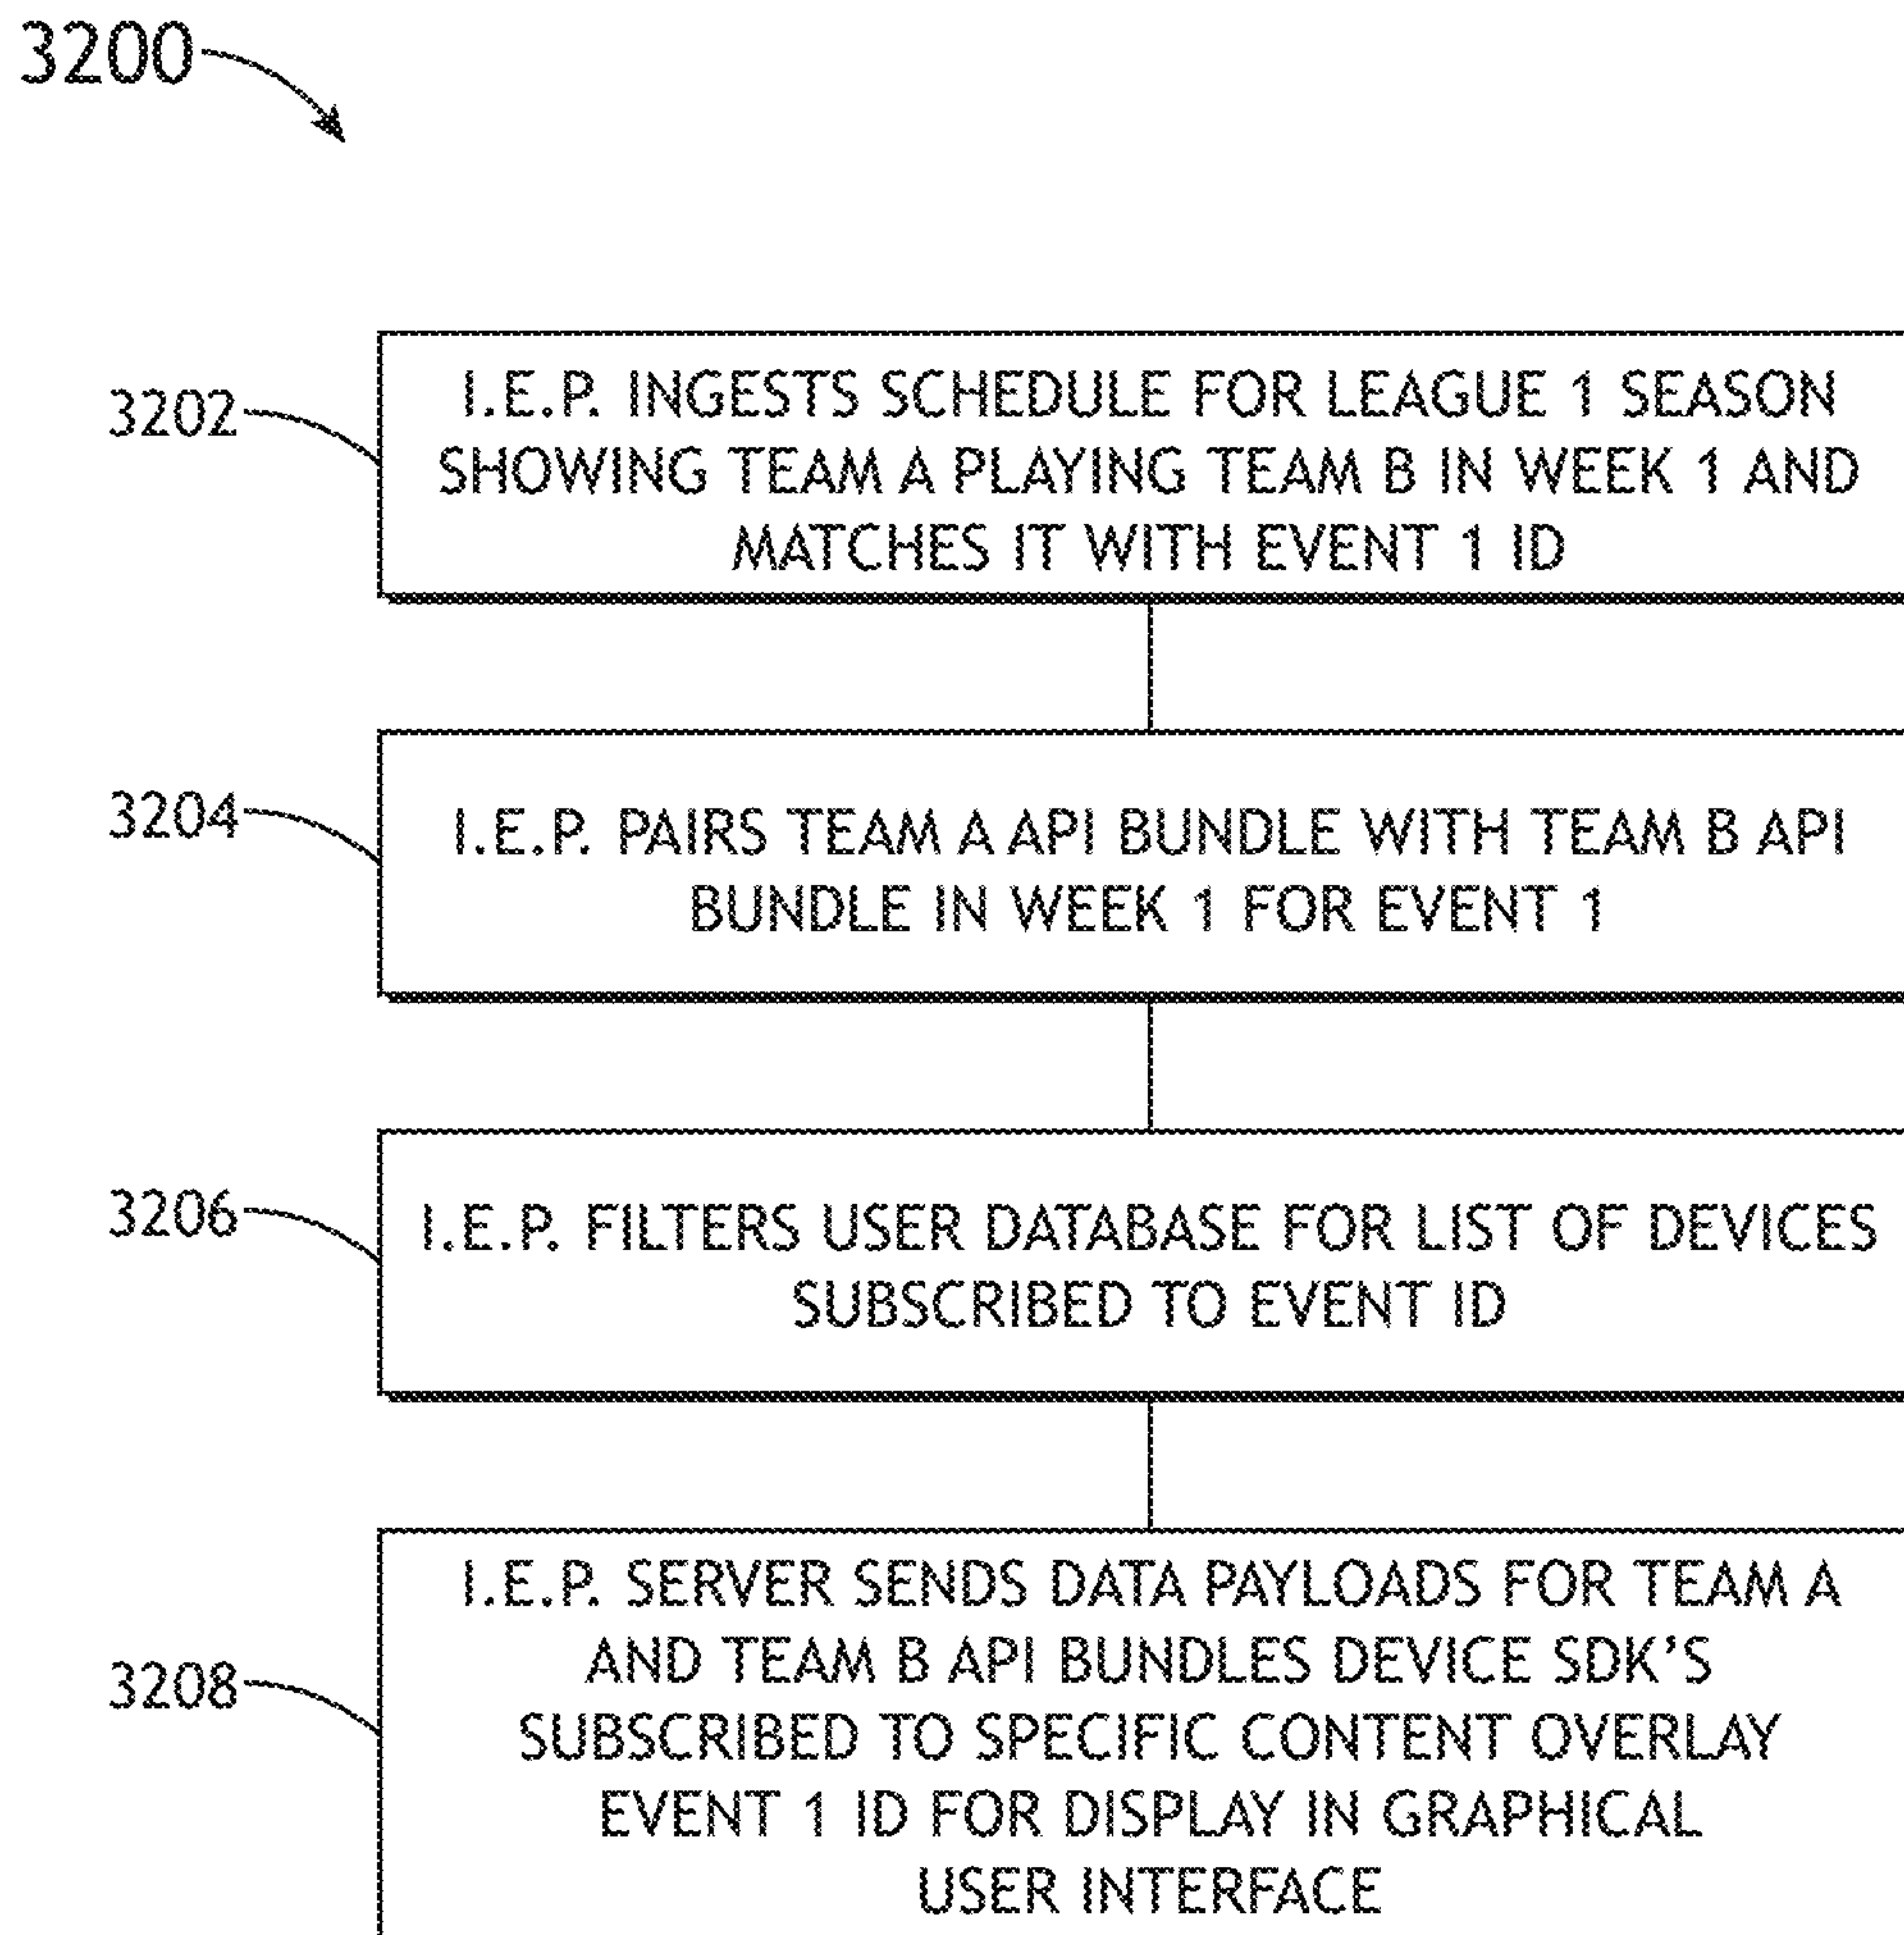 3200
3202
I.E.P. INGESTS SCHEDULE FOR LEAGUE 1 SEASON
SHOWING TEAM A PLAYING TEAM B IN WEEK 1 AND
MATCHES IT WITH EVENT 1 ID
3204
I.E.P. PAIRS TEAM A API BUNDLE WITH TEAM B API
BUNDLE IN WEEK 1 FOR EVENT 1
3206
I.E.P. FILTERS USER DATABASE FOR LIST OF DEVICES
SUBSCRIBED TO EVENT ID
3208
I.E.P. SERVER SENDS DATA PAYLOADS FOR TEAM A
AND TEAM B API BUNDLES DEVICE SDK'S
SUBSCRIBED TO SPECIFIC CONTENT OVERLAY
EVENT 1 ID FOR DISPLAY IN GRAPHICAL
USER INTERFACE